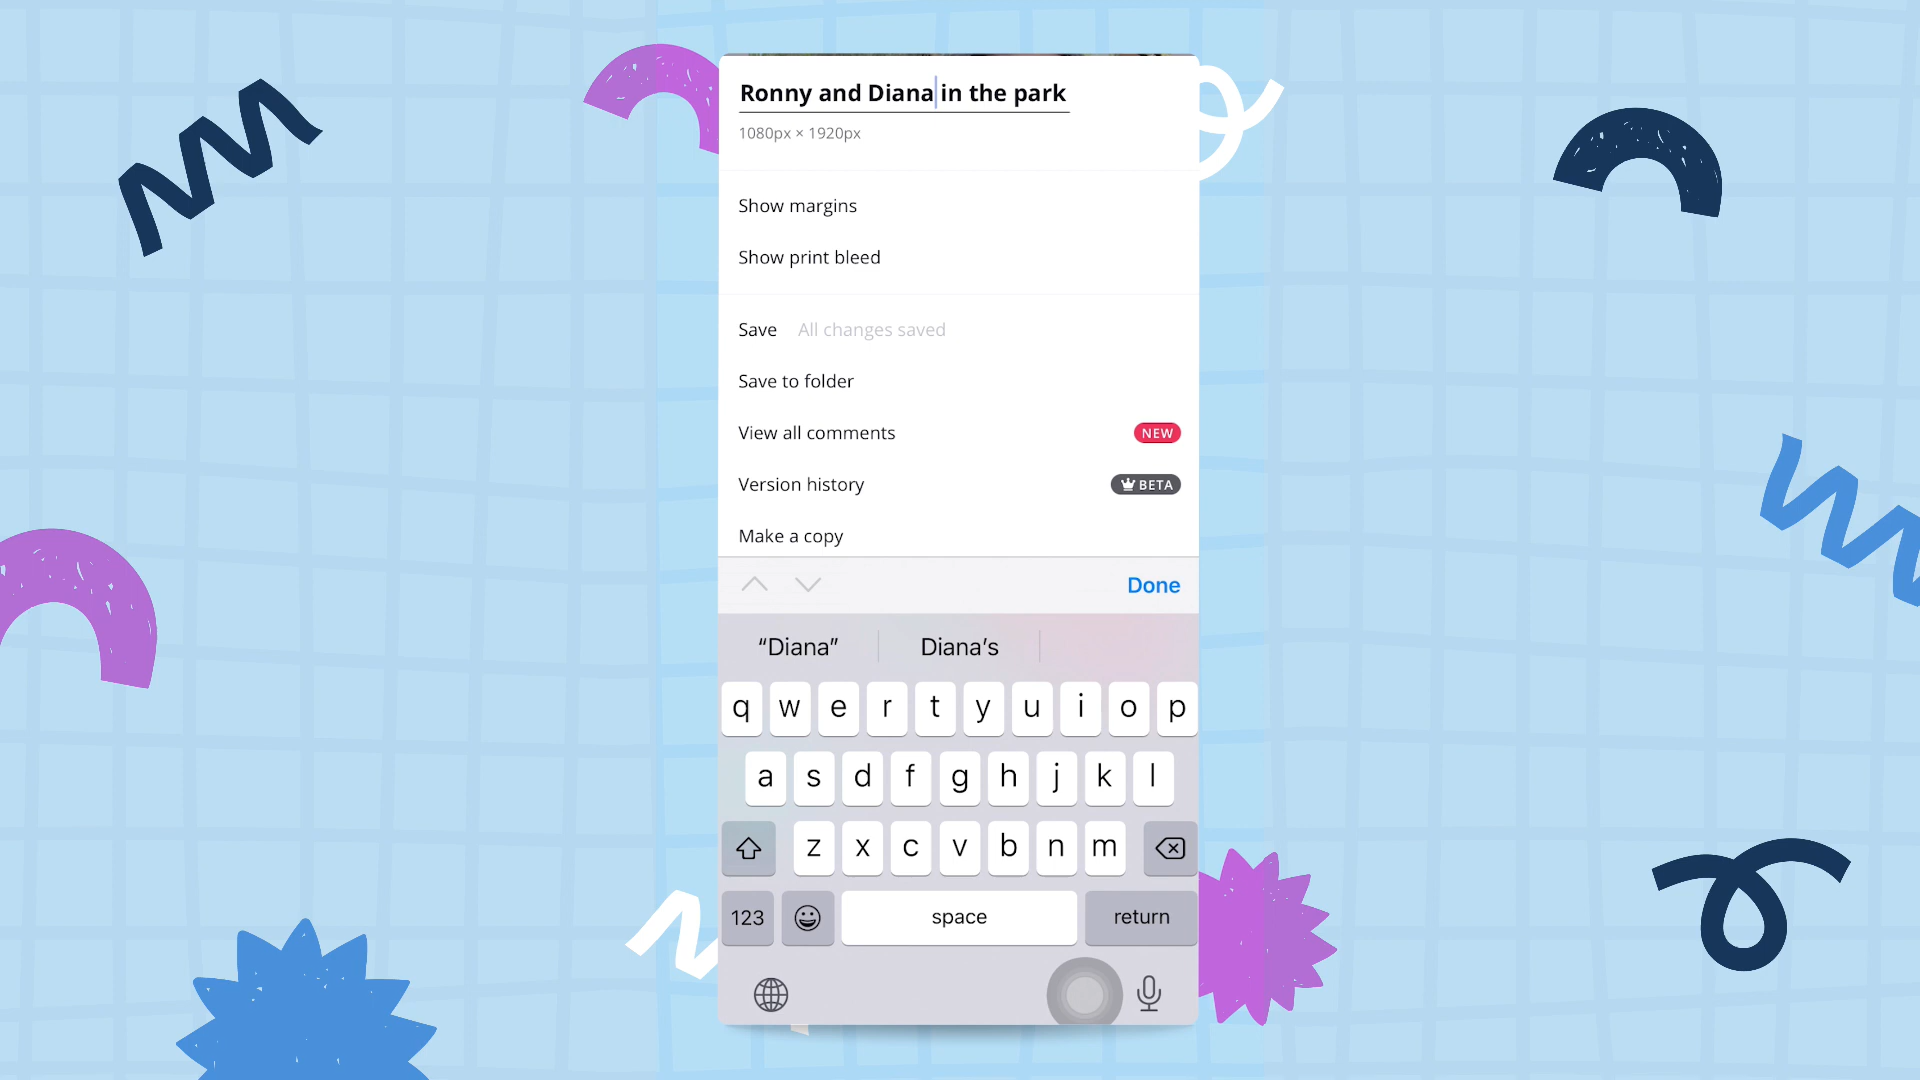 Ronny and Diana in the park
1080px × 1920px
Show margins
Show print bleed
Save All changes saved
Save to folder
View all comments NEW
Version history BETA
Make a copy
Done
“Diana” Diana’s
q w e r t y u i o p
a s d f g h j k l
z x c v b n m
123 space return